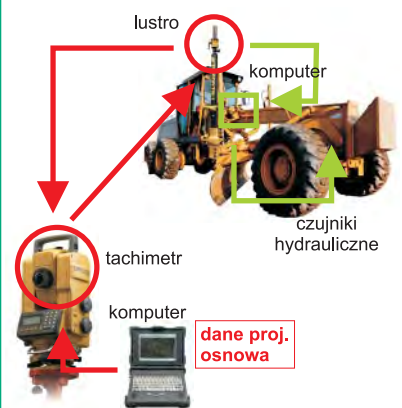 lustro
komputer
czujniki
hydrauliczne
tachimetr
komputer
dane proj.
osnowa